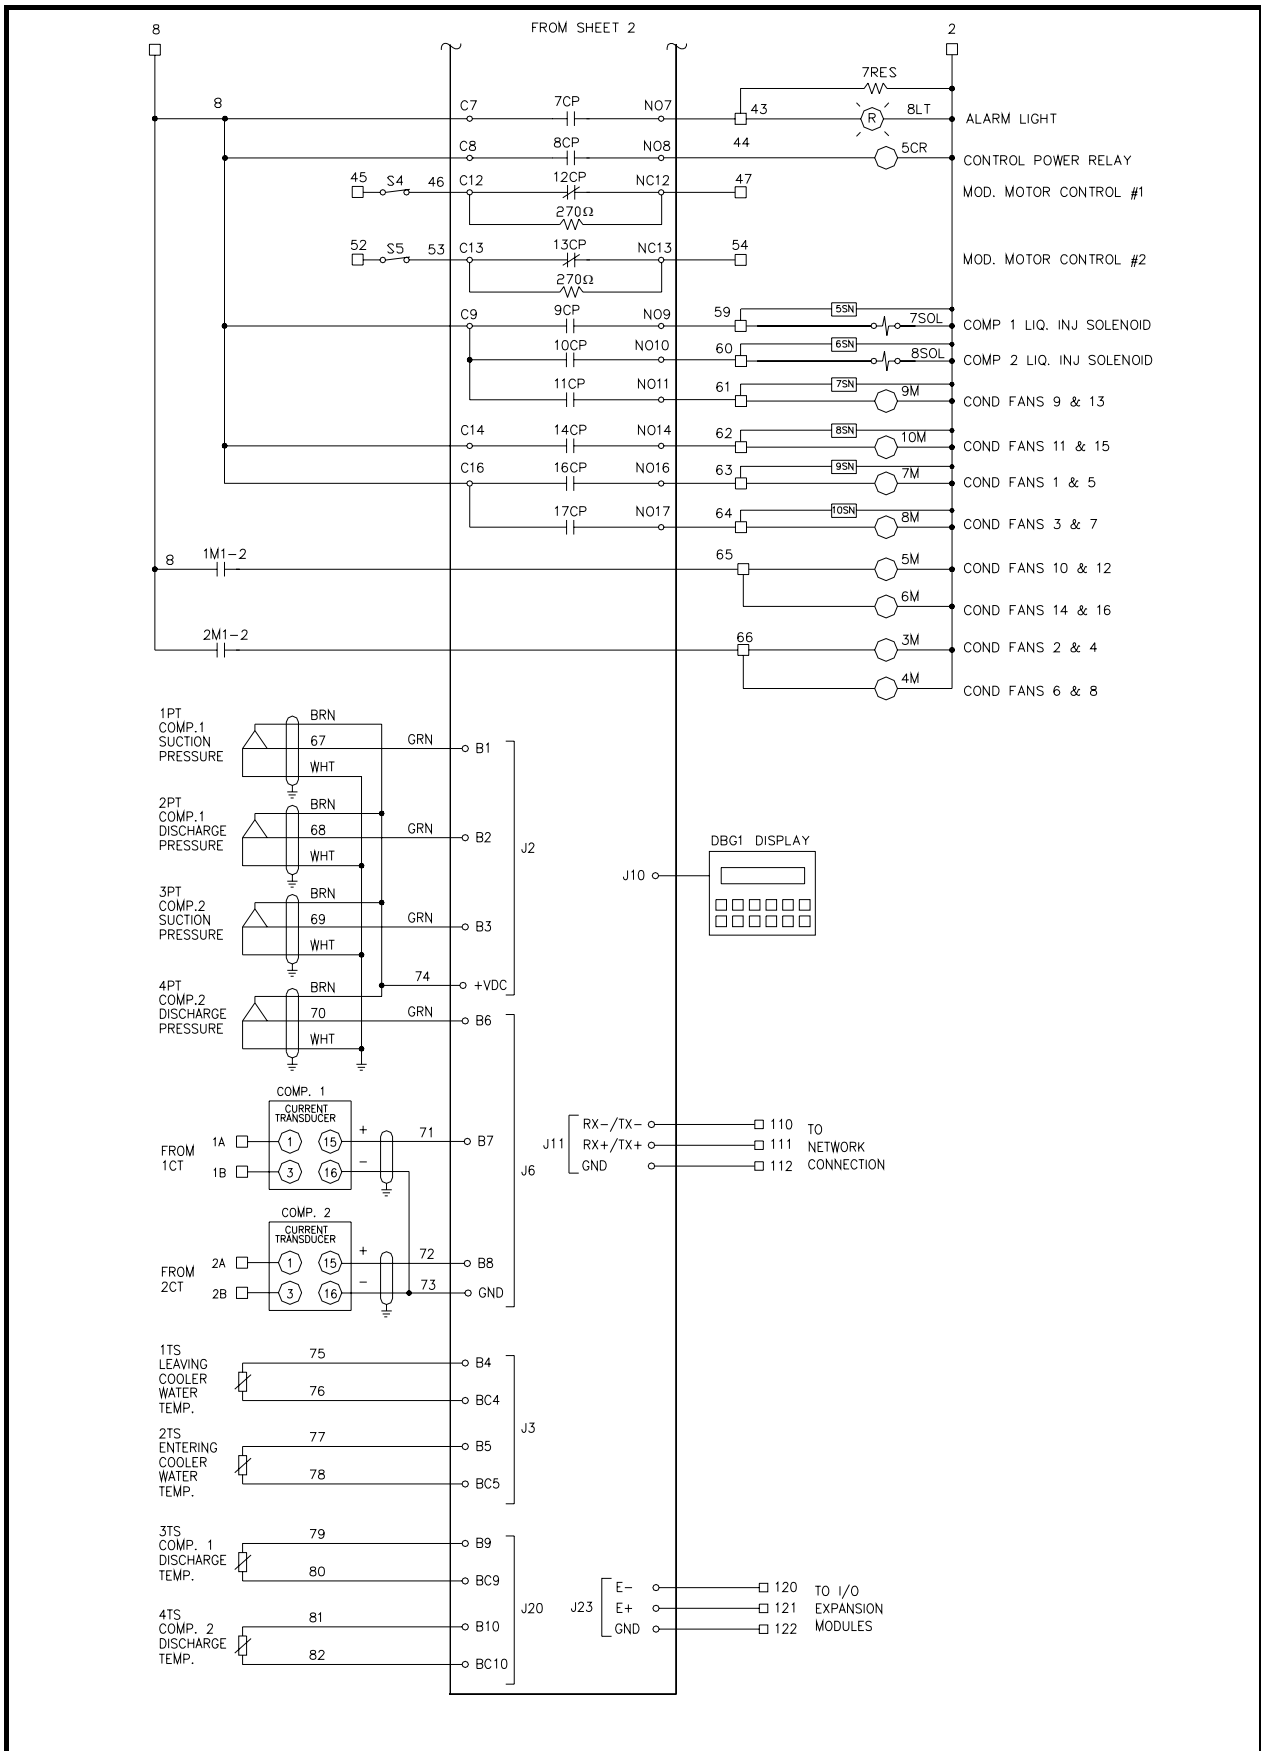 8 FROM SHEET 2 2
7RES
8 C7 7CP NO7 43 R 8LT ALARM LIGHT
C8 8CP NO8 44 5CR CONTROL POWER RELAY
45 S4 46 C12 12CP NC12 47 MOD. MOTOR CONTROL #1
270Ω
52 S5 53 C13 13CP NC13 54 MOD. MOTOR CONTROL #2
270Ω
5SN
C9 9CP NO9 59 7SOL COMP 1 LIQ. INJ SOLENOID
6SN
10CP NO10 60 8SOL COMP 2 LIQ. INJ SOLENOID
7SN
11CP NO11 61 9M COND FANS 9 & 13
8SN
C14 14CP NO14 62 10M COND FANS 11 & 15
9SN
C16 16CP NO16 63 7M COND FANS 1 & 5
10SN
17CP NO17 64 8M COND FANS 3 & 7
8 1M1-2 65 5M COND FANS 10 & 12
6M COND FANS 14 & 16
2M1-2 66 3M COND FANS 2 & 4
4M COND FANS 6 & 8
1PT
COMP.1
SUCTION
PRESSURE
BRN
67 GRN B1
WHT
2PT
COMP.1
DISCHARGE
PRESSURE
BRN
68 GRN B2
WHT
J2
DBG1 DISPLAY
J10
3PT
COMP.2
SUCTION
PRESSURE
BRN
69 GRN B3
WHT
74 +VDC
4PT
COMP.2
DISCHARGE
PRESSURE
BRN
70 GRN B6
WHT
COMP. 1
CURRENT
TRANSDUCER
FROM
1CT
1A 1 15 + 71 B7
1B 3 16 -
J6
J11
RX-/TX- 110
RX+/TX+ 111
GND 112
TO
NETWORK
CONNECTION
COMP. 2
CURRENT
TRANSDUCER
FROM
2CT
2A 1 15 + 72 B8
2B 3 16 - 73 GND
1TS
LEAVING
COOLER
WATER
TEMP.
75 B4
76 BC4
J3
2TS
ENTERING
COOLER
WATER
TEMP.
77 B5
78 BC5
3TS
COMP. 1
DISCHARGE
TEMP.
79 B9
80 BC9
J20
J23
E- 120
E+ 121
GND 122
TO I/O
EXPANSION
MODULES
4TS
COMP. 2
DISCHARGE
TEMP.
81 B10
82 BC10